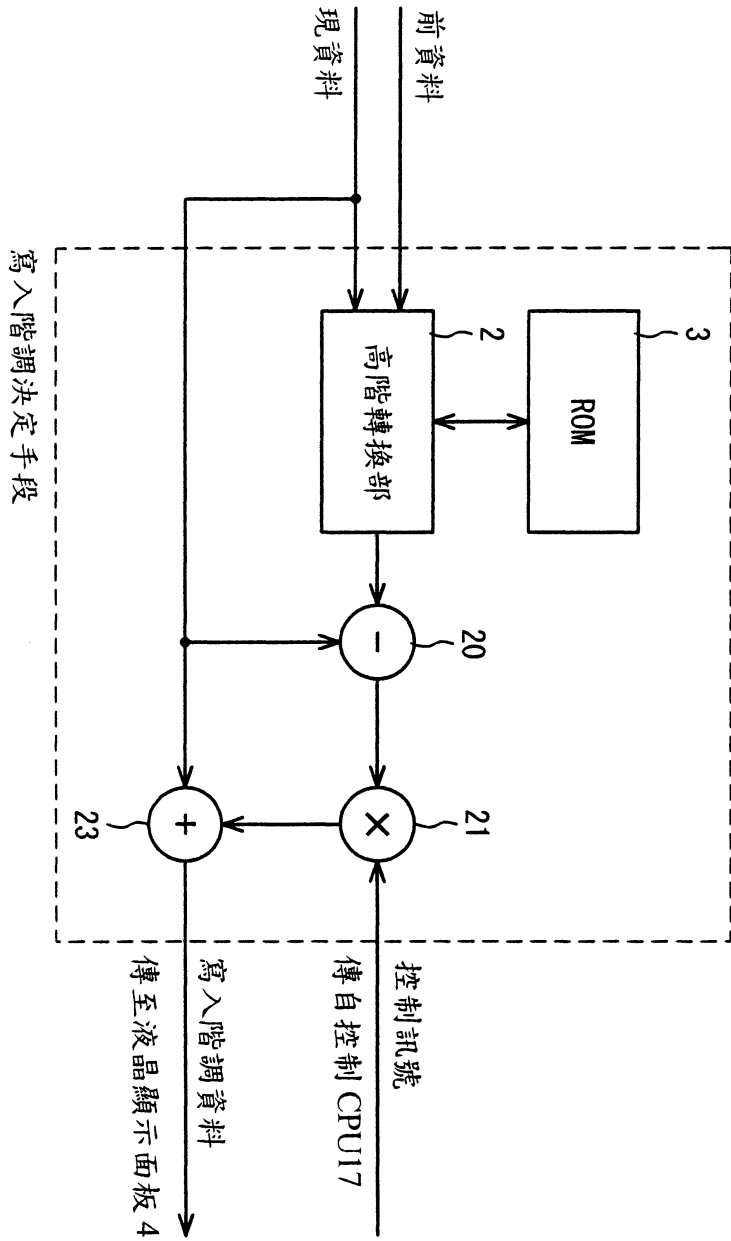 前資料
現資料
3
ROM
2
高階轉換部
20
-
21
×
23
+
控制訊號
傳自控制CPU17
寫入階調資料
傳至液晶顯示面板4
寫入階調決定手段